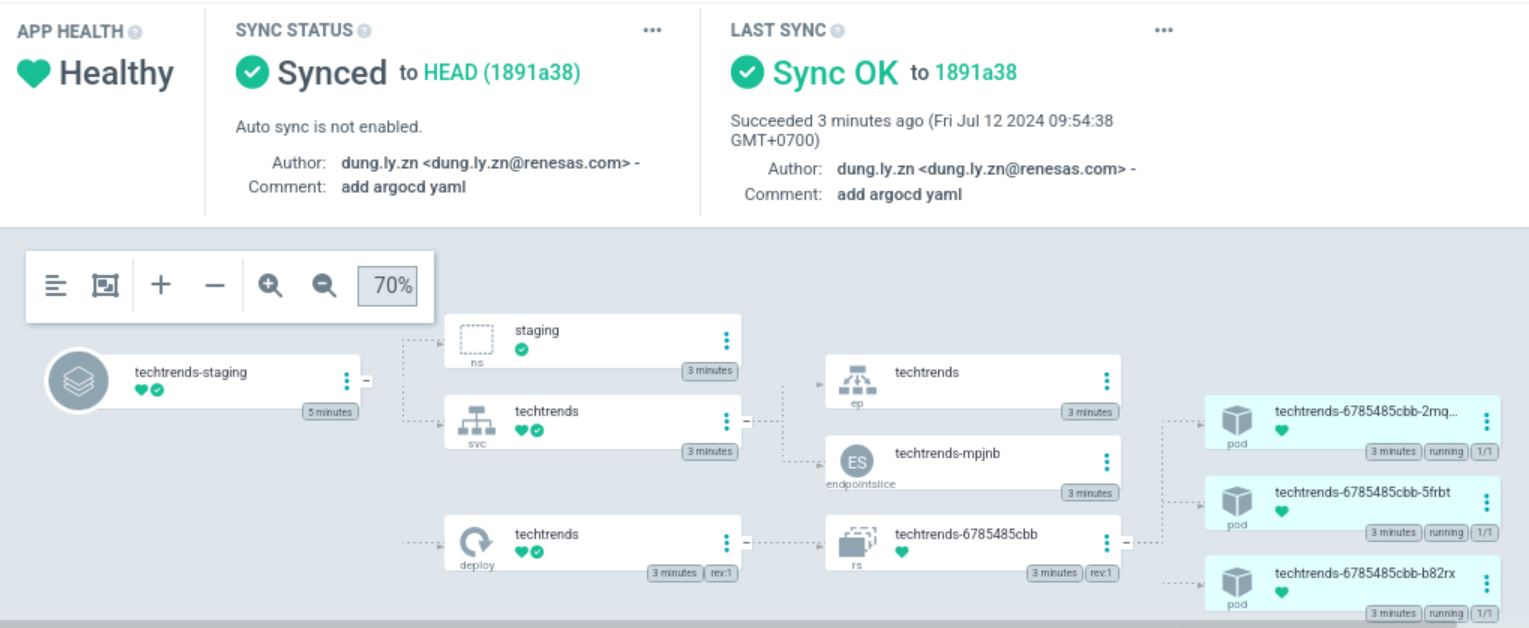 APP HEALTH
Healthy
SYNC STATUS
Synced to HEAD (1891a38)
Auto sync is not enabled.
Author: dung.ly.zn <dung.ly.zn@renesas.com> -
Comment: add argocd yaml
LAST SYNC
Sync OK to 1891a38
Succeeded 3 minutes ago (Fri Jul 12 2024 09:54:38
GMT+0700)
Author: dung.ly.zn <dung.ly.zn@renesas.com> -
Comment: add argocd yaml
70%
techtrends-staging
5 minutes
staging
ns
3 minutes
techtrends
svc
3 minutes
techtrends
deploy
3 minutes rev:1
techtrends
ep
3 minutes
ES
techtrends-mpjnb
endpointslice
3 minutes
techtrends-6785485cbb
rs
3 minutes rev:1
techtrends-6785485cbb-2mq...
pod
3 minutes running 1/1
techtrends-6785485cbb-5frbt
pod
3 minutes running 1/1
techtrends-6785485cbb-b82rx
pod
3 minutes running 1/1